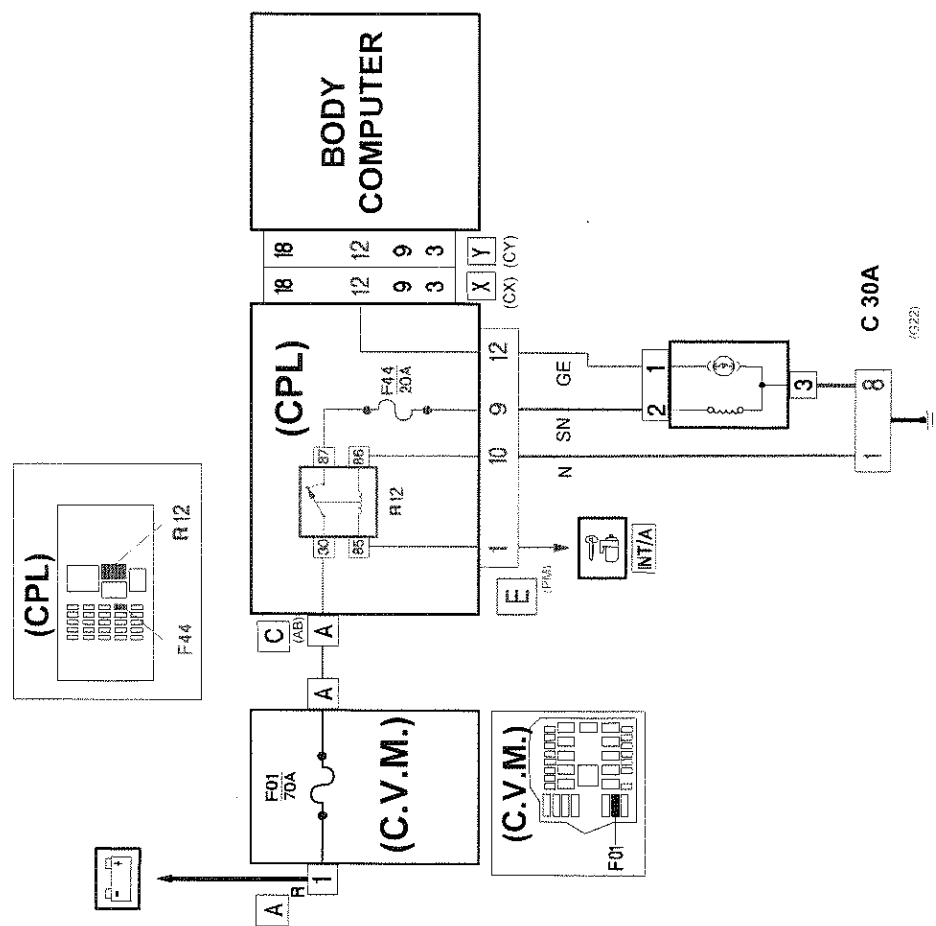 BODY
COMPUTER
18
12
9
3
18
12
9
3
Y
(CY)
X
(CX)
(CPL)
F44
20A
87
86
30
85
R12
12
9
10
1
E
(PM)
GE
SN
N
INT/A
1
2
3
C 30A
(G22)
8
1
(CPL)
R12
F44
C
(AB)
A
A
F01
70A
(C.V.M.)
(C.V.M.)
F01
- +
R
1
A